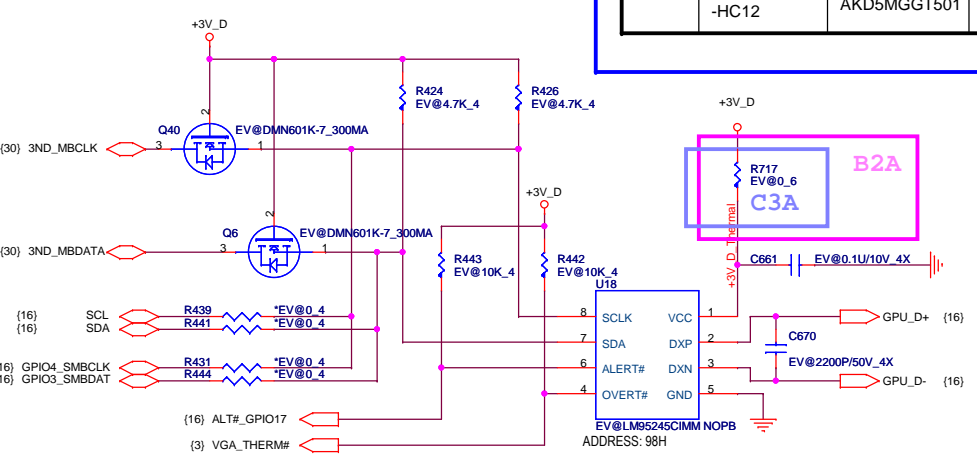 -HC12
AKD5MGGT501
+3V_D
R424
EV@4.7K_4
R426
EV@4.7K_4
+3V_D
2
Q40
EV@DMN601K-7_300MA
{30} 3ND_MBCLK
3
1
R717
EV@0_6
B2A
C3A
+3V_D
2
Q6
EV@DMN601K-7_300MA
{30} 3ND_MBDATA
3
1
R443
EV@10K_4
R442
EV@10K_4
+3V_D_Thermal
C661
EV@0.1U/10V_4X
U18
{16} SCL
R439
*EV@0_4
{16} SDA
R441
*EV@0_4
8 SCLK
VCC 1
GPU_D+ {16}
7 SDA
DXP 2
C670
EV@2200P/50V_4X
16} GPIO4_SMBCLK
R431
*EV@0_4
6 ALERT#
DXN 3
16} GPIO3_SMBDAT
R444
*EV@0_4
GPU_D- {16}
4 OVERT#
GND 5
{16} ALT#_GPIO17
EV@LM95245CIMM NOPB
{3} VGA_THERM#
ADDRESS: 98H